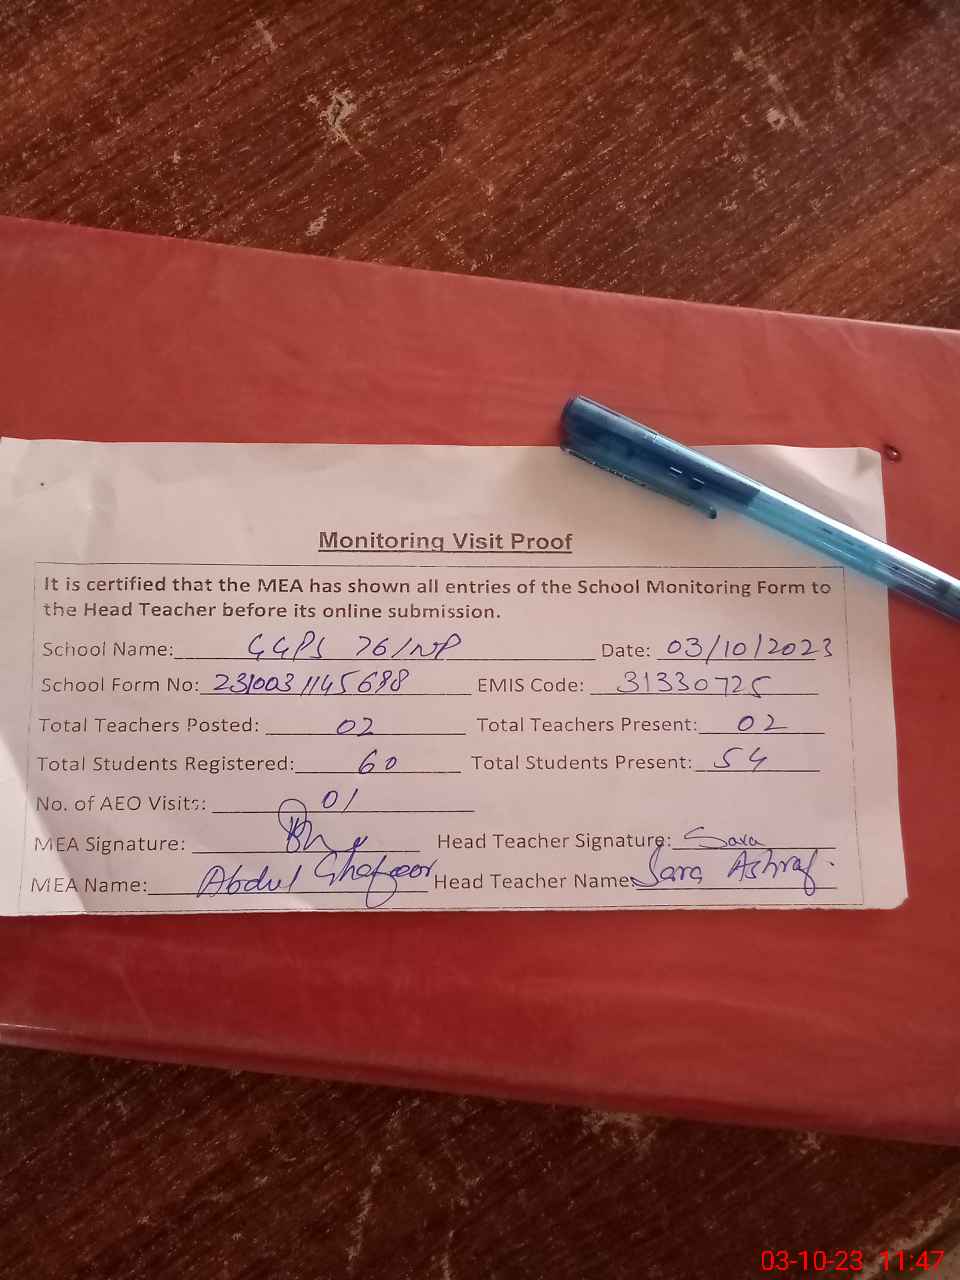 Monitoring Visit Proof
It is certified that the MEA has shown all entries of the School Monitoring Form to
the Head Teacher before its online submission.
School Name: GGPS 76/NP Date: 03/10/2023
School Form No: 231003 1145688 EMIS Code: 31330725
Total Teachers Posted: 02 Total Teachers Present: 02
Total Students Registered: 60 Total Students Present: 54
No. of AEO Visits: 01
MEA Signature: Head Teacher Signature: Sara
MEA Name: Abdul Ghafoor Head Teacher Name: Sara Ashraf.
03-10-23 11:47